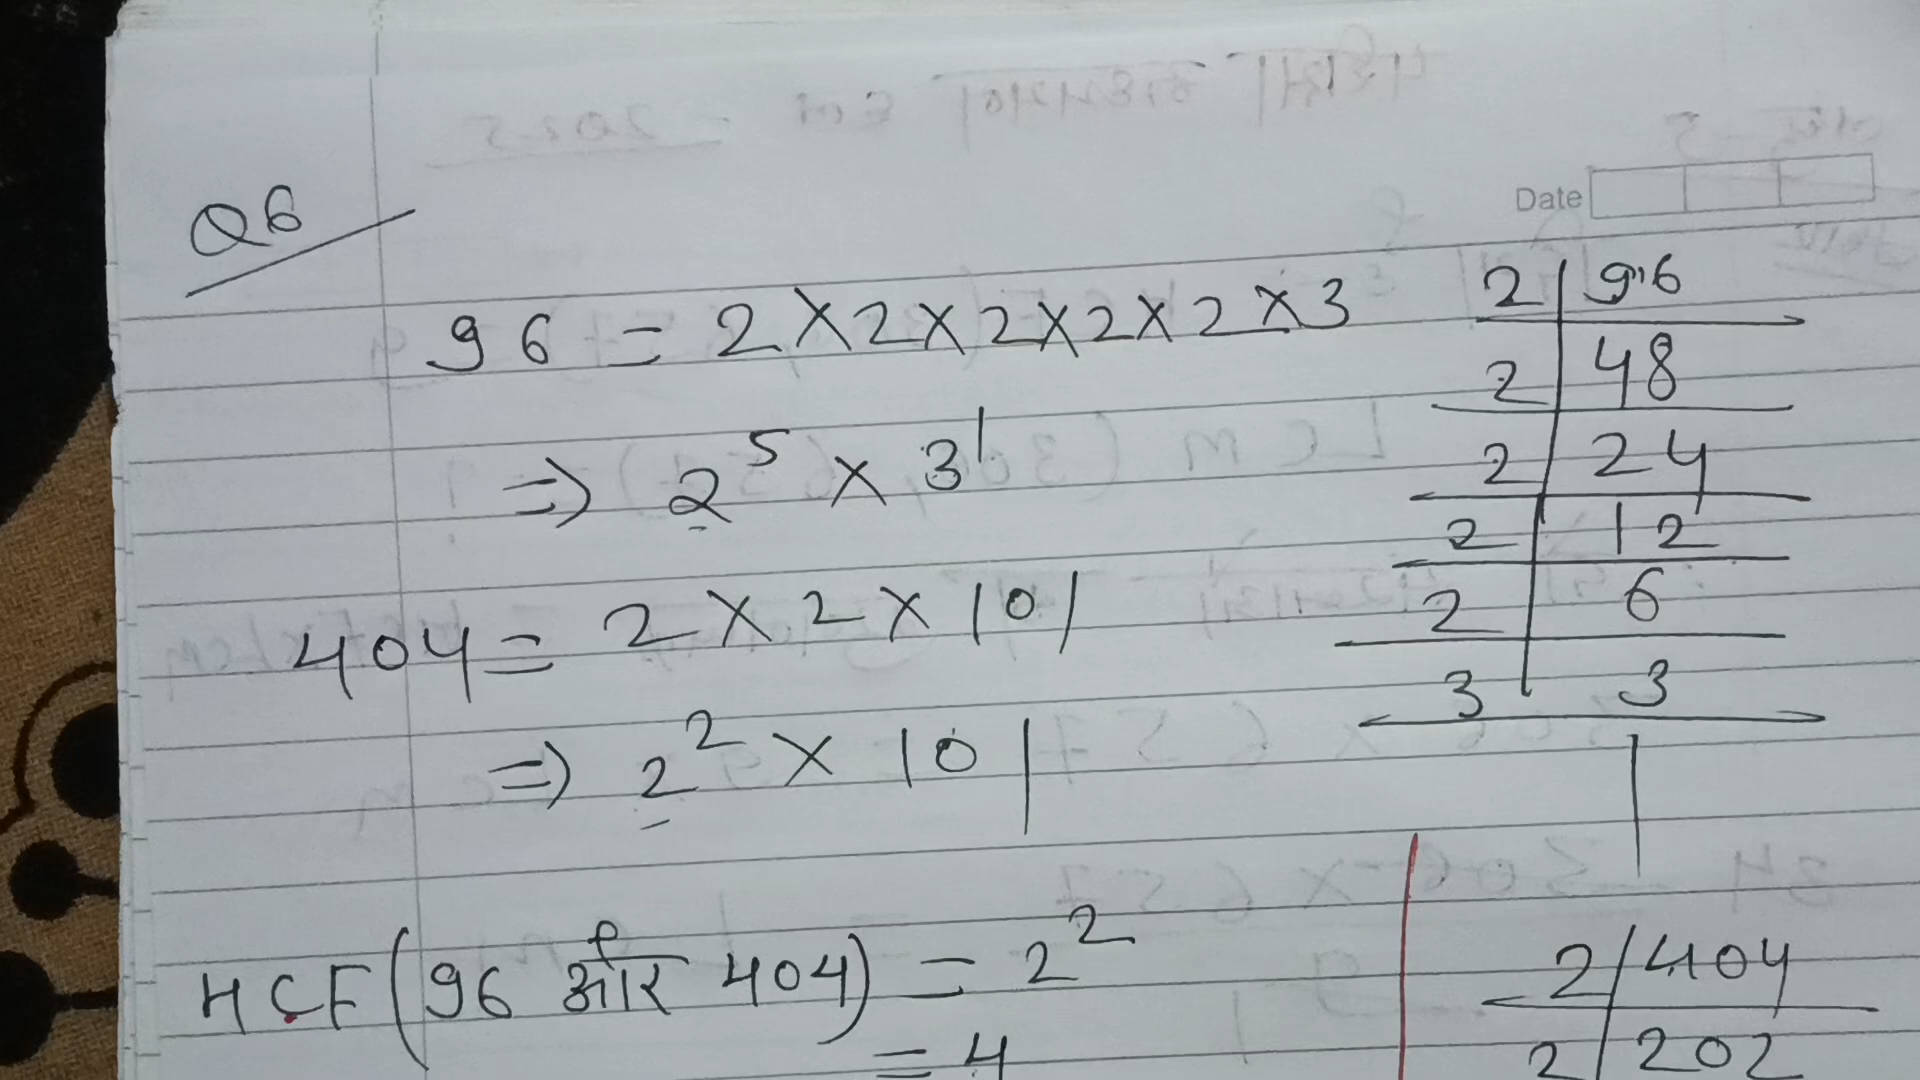 Date
Q6
96 = 2×2×2×2×2×3
⇒ 2⁵ × 3¹
404 = 2 × 2 × 101
⇒ 2² × 101
HCF(96 और 404) = 2²
= 4
2 | 96
2 | 48
2 | 24
2 | 12
2 | 6
3 | 3
1
2 | 404
2 | 202